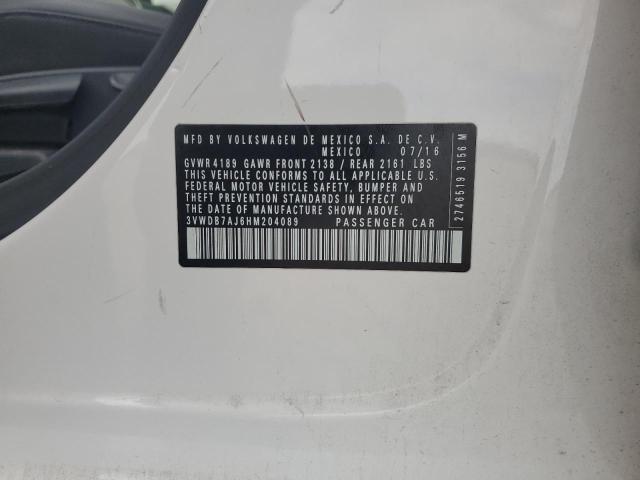 MFD BY VOLKSWAGEN DE MEXICO S.A. DE C.V.
MEXICO 07/16
GVWR 4189 GAWR FRONT 2138 / REAR 2161 LBS
THIS VEHICLE CONFORMS TO ALL APPLICABLE U.S.
FEDERAL MOTOR VEHICLE SAFETY, BUMPER AND
THEFT PREVENTION STANDARDS IN EFFECT ON THE
DATE OF MANUFACTURE SHOWN ABOVE.
3VWDB7AJ6HM204089 PASSENGER CAR
2746519 3156 M